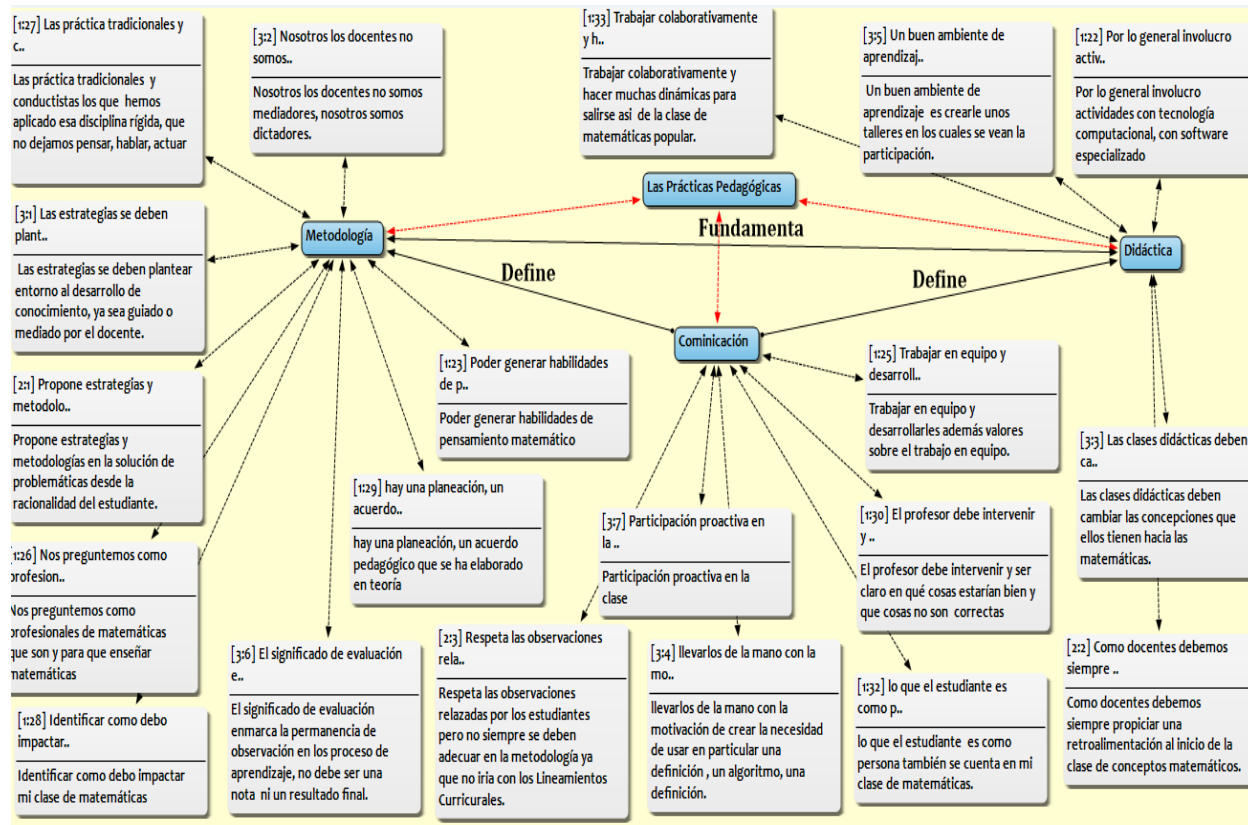 [1:27] Las práctica tradicionales y
c..
Las práctica tradicionales y
conductistas los que hemos
aplicado esa disciplina rígida, que
no dejamos pensar, hablar, actuar
[3:2] Nosotros los docentes no
somos..
Nosotros los docentes no somos
mediadores, nosotros somos
dictadores.
[1:33] Trabajar colaborativamente
y h..
Trabajar colaborativamente y
hacer muchas dinámicas para
salirse asi de la clase de
matemáticas popular.
[3:5] Un buen ambiente de
aprendizaj..
Un buen ambiente de
aprendizaje es crearle unos
talleres en los cuales se vean la
participación.
[1:22] Por lo general involucro
activ..
Por lo general involucro
actividades con tecnología
computacional, con software
especializado
Las Prácticas Pedagógicas
Metodología
Fundamenta
Didáctica
Define
Define
Cominicación
[3:1] Las estrategias se deben
plant..
Las estrategias se deben plantear
entorno al desarrollo de
conocimiento, ya sea guiado o
mediado por el docente.
[1:23] Poder generar habilidades
de p..
Poder generar habilidades de
pensamiento matemático
[1:25] Trabajar en equipo y
desarroll..
Trabajar en equipo y
desarrollarles además valores
sobre el trabajo en equipo.
[2:1] Propone estrategias y
metodolo..
Propone estrategias y
metodologías en la solución de
problemáticas desde la
racionalidad del estudiante.
[3:3] Las clases didácticas deben
ca..
Las clases didácticas deben
cambiar las concepciones que
ellos tienen hacia las
matemáticas.
[1:29] hay una planeación, un
acuerdo..
hay una planeación, un acuerdo
pedagógico que se ha elaborado
en teoría
[3:7] Participación proactiva en
la ..
Participación proactiva en la
clase
[1:30] El profesor debe intervenir
y ..
El profesor debe intervenir y ser
claro en qué cosas estarían bien y
que cosas no son correctas
[1:26] Nos preguntemos como
profesion..
Nos preguntemos como
profesionales de matemáticas
que son y para que enseñar
matemáticas
[3:6] El significado de evaluación
e..
El significado de evaluación
enmarca la permanencia de
observación en los proceso de
aprendizaje, no debe ser una
nota ni un resultado final.
[2:3] Respeta las observaciones
rela..
Respeta las observaciones
relazadas por los estudiantes
pero no siempre se deben
adecuar en la metodología ya
que no iria con los Lineamientos
Curricurales.
[3:4] llevarlos de la mano con la
mo..
llevarlos de la mano con la
motivación de crear la necesidad
de usar en particular una
definición , un algoritmo, una
definición.
[1:32] lo que el estudiante es
como p..
lo que el estudiante es como
persona también se cuenta en mi
clase de matemáticas.
[2:2] Como docentes debemos
siempre ..
Como docentes debemos
siempre propiciar una
retroalimentación al inicio de la
clase de conceptos matemáticos.
[1:28] Identificar como debo
impactar..
Identificar como debo impactar
mi clase de matemáticas